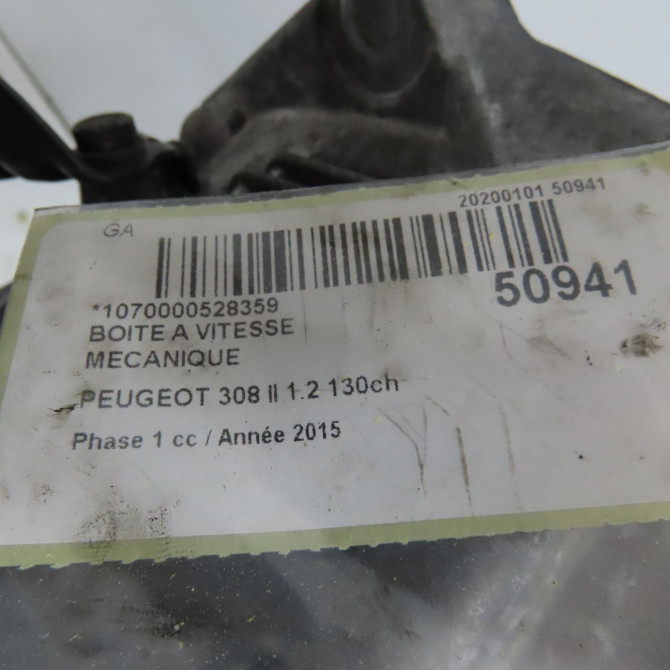 GA
20200101 50941
50941
*1070000528359
BOITE A VITESSE
MECANIQUE
PEUGEOT 308 II 1.2 130ch
Phase 1 cc / Année 2015